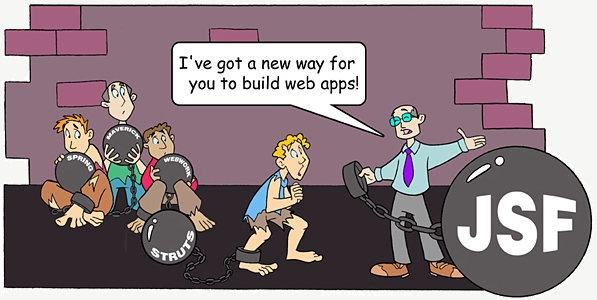 I've got a new way for
you to build web apps!
SPRING
MAVERICK
WEBWORK
STRUTS
JSF